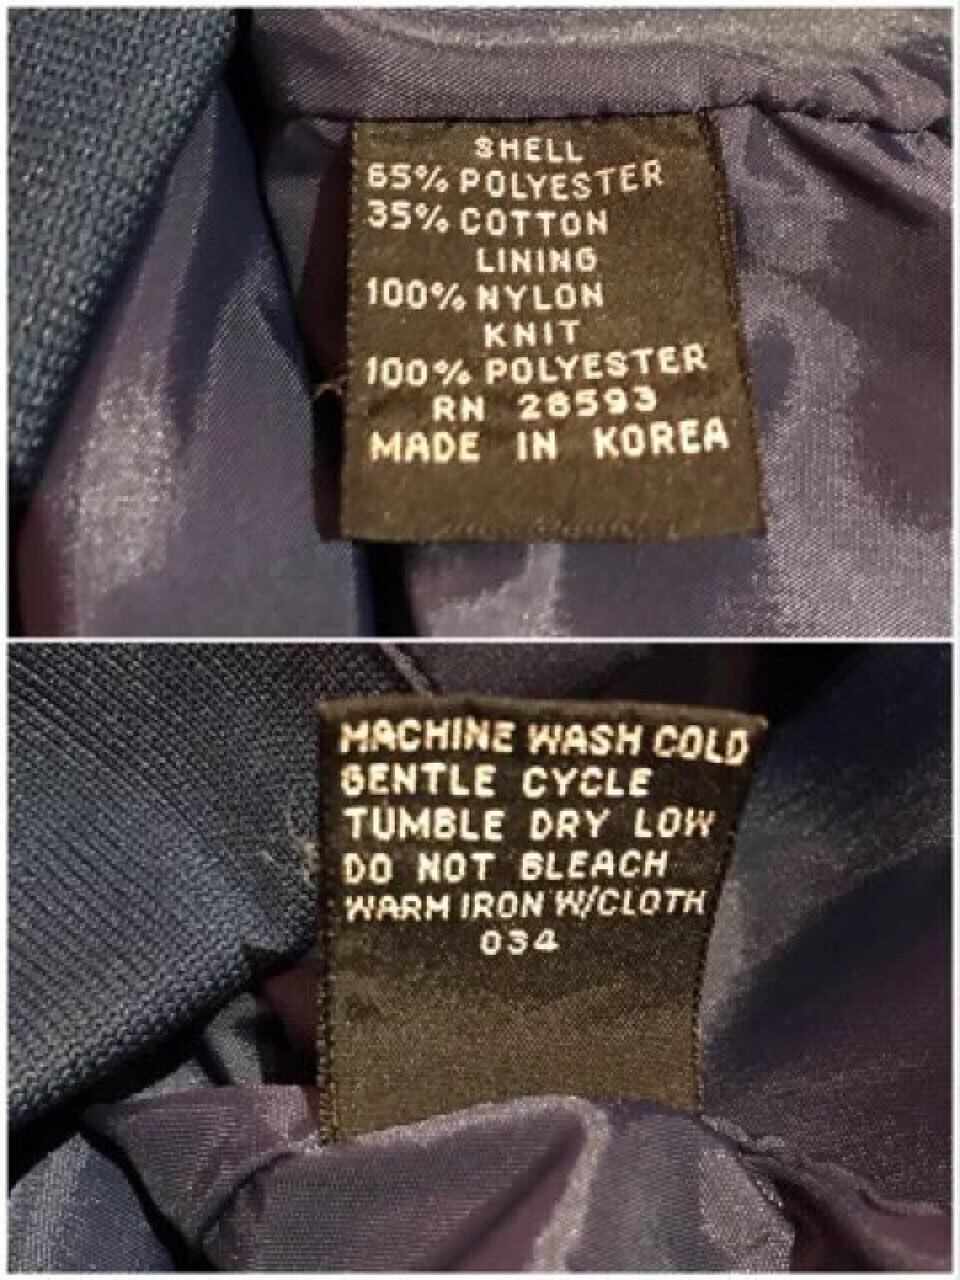 SHELL
65% POLYESTER
35% COTTON
LINING
100% NYLON
KNIT
100% POLYESTER
RN 26593
MADE IN KOREA
MACHINE WASH COLD
GENTLE CYCLE
TUMBLE DRY LOW
DO NOT BLEACH
WARM IRON W/CLOTH
034